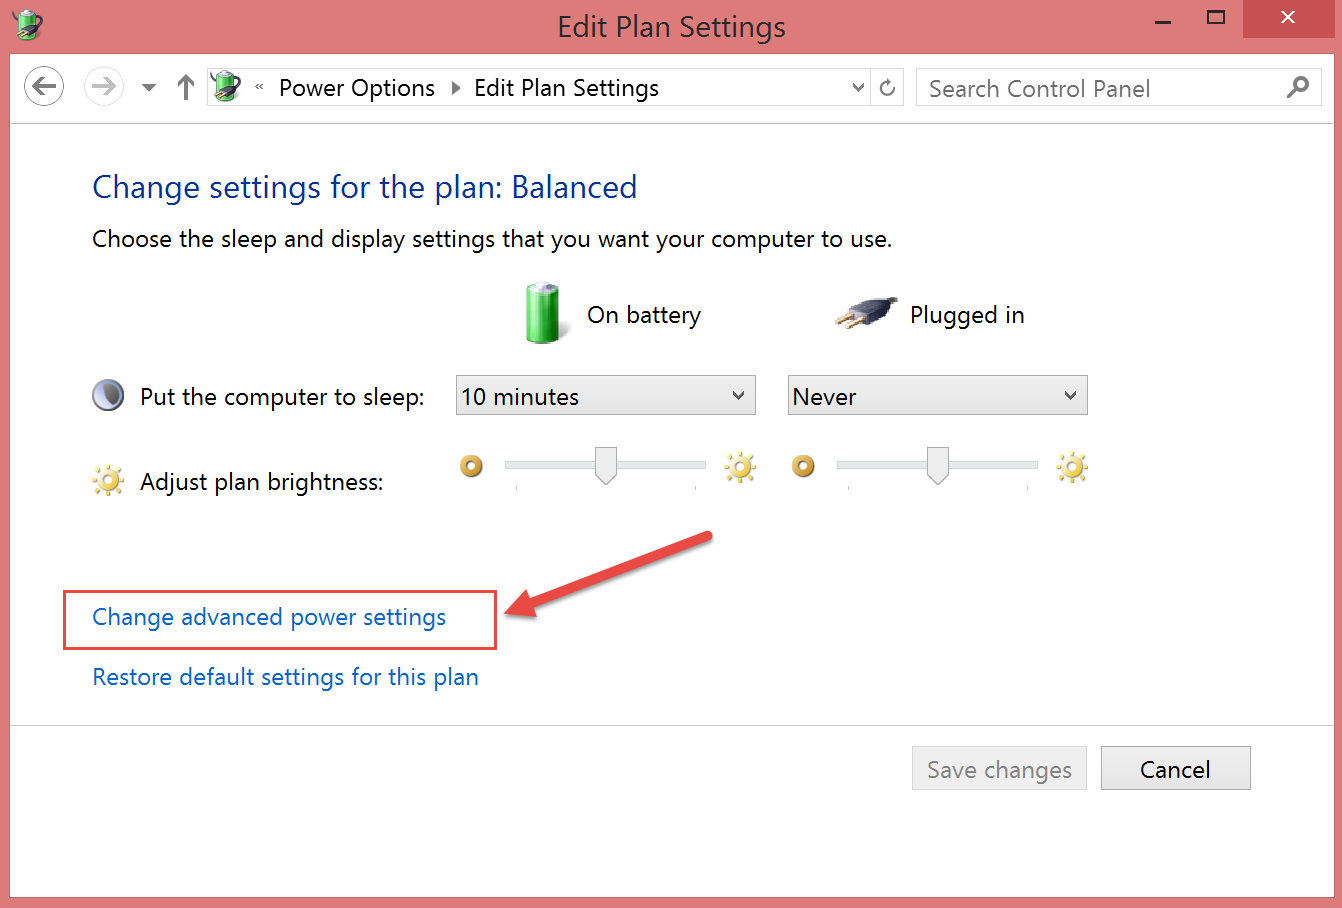 Edit Plan Settings
« Power Options Edit Plan Settings
Search Control Panel
Change settings for the plan: Balanced
Choose the sleep and display settings that you want your computer to use.
On battery
Plugged in
Put the computer to sleep: 10 minutes Never
Adjust plan brightness:
Change advanced power settings
Restore default settings for this plan
Save changes
Cancel